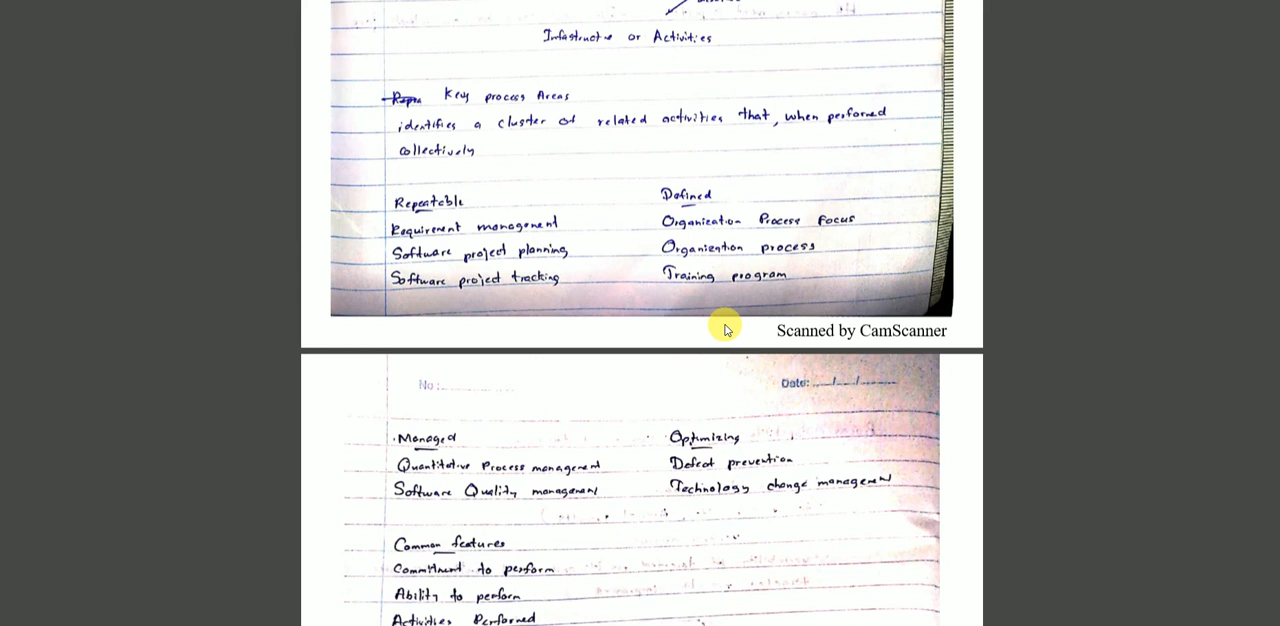 Infastructre or Activities
Key process Areas
identifies a cluster of related activities that, when performed
collectively
Repeatable
Requirement management
Software project planning
Software project tracking
Defined
Organization Process Focus
Organization process
Training program
Scanned by CamScanner
No:
Date:
Managed
Quantitative Process management
Software Quality management
Optimizing
Defect prevention
Technology change management
Common features
Commitment to perform
Ability to perform
Activities Performed